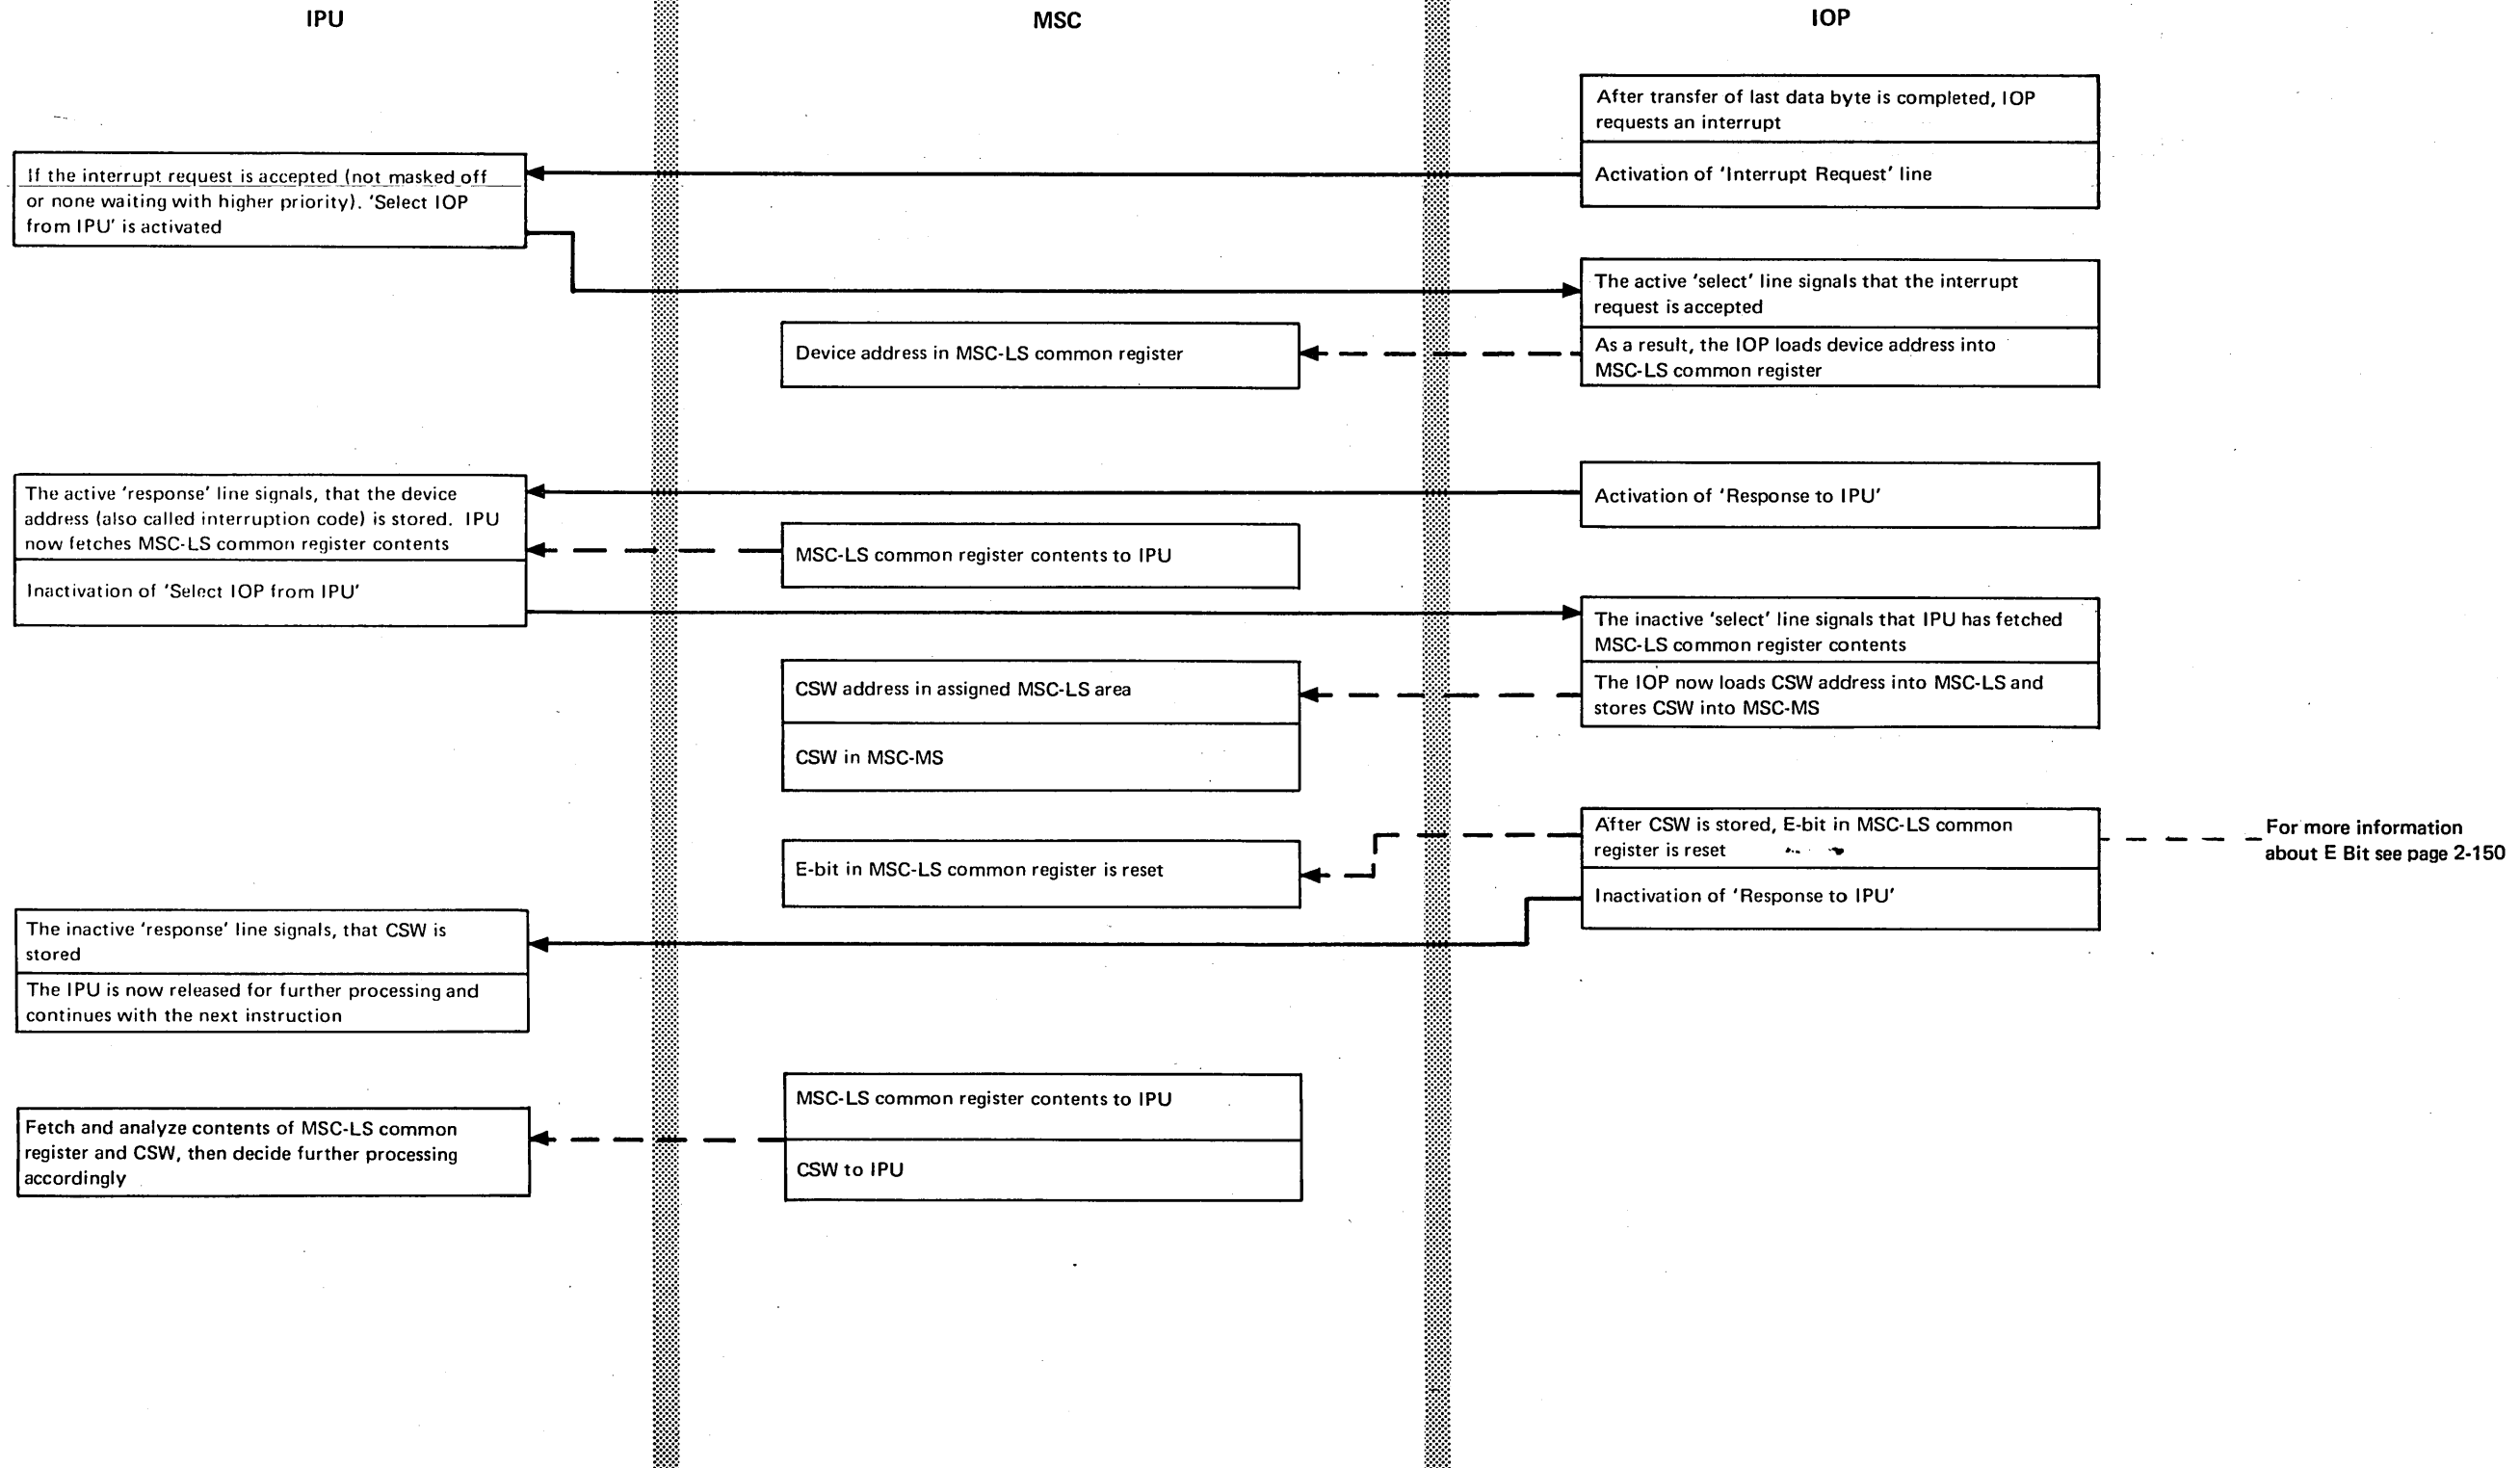 IPU
MSC
IOP
After transfer of last data byte is completed, IOP
requests an interrupt
Activation of 'Interrupt Request' line
If the interrupt request is accepted (not masked off
or none waiting with higher priority). 'Select IOP
from IPU' is activated
The active 'select' line signals that the interrupt
request is accepted
As a result, the IOP loads device address into
MSC-LS common register
Device address in MSC-LS common register
Activation of 'Response to IPU'
The active 'response' line signals, that the device
address (also called interruption code) is stored. IPU
now fetches MSC-LS common register contents
MSC-LS common register contents to IPU
Inactivation of 'Select IOP from IPU'
The inactive 'select' line signals that IPU has fetched
MSC-LS common register contents
The IOP now loads CSW address into MSC-LS and
stores CSW into MSC-MS
CSW address in assigned MSC-LS area
CSW in MSC-MS
After CSW is stored, E-bit in MSC-LS common
register is reset
For more information
about E Bit see page 2-150
E-bit in MSC-LS common register is reset
Inactivation of 'Response to IPU'
The inactive 'response' line signals, that CSW is
stored
The IPU is now released for further processing and
continues with the next instruction
MSC-LS common register contents to IPU
CSW to IPU
Fetch and analyze contents of MSC-LS common
register and CSW, then decide further processing
accordingly